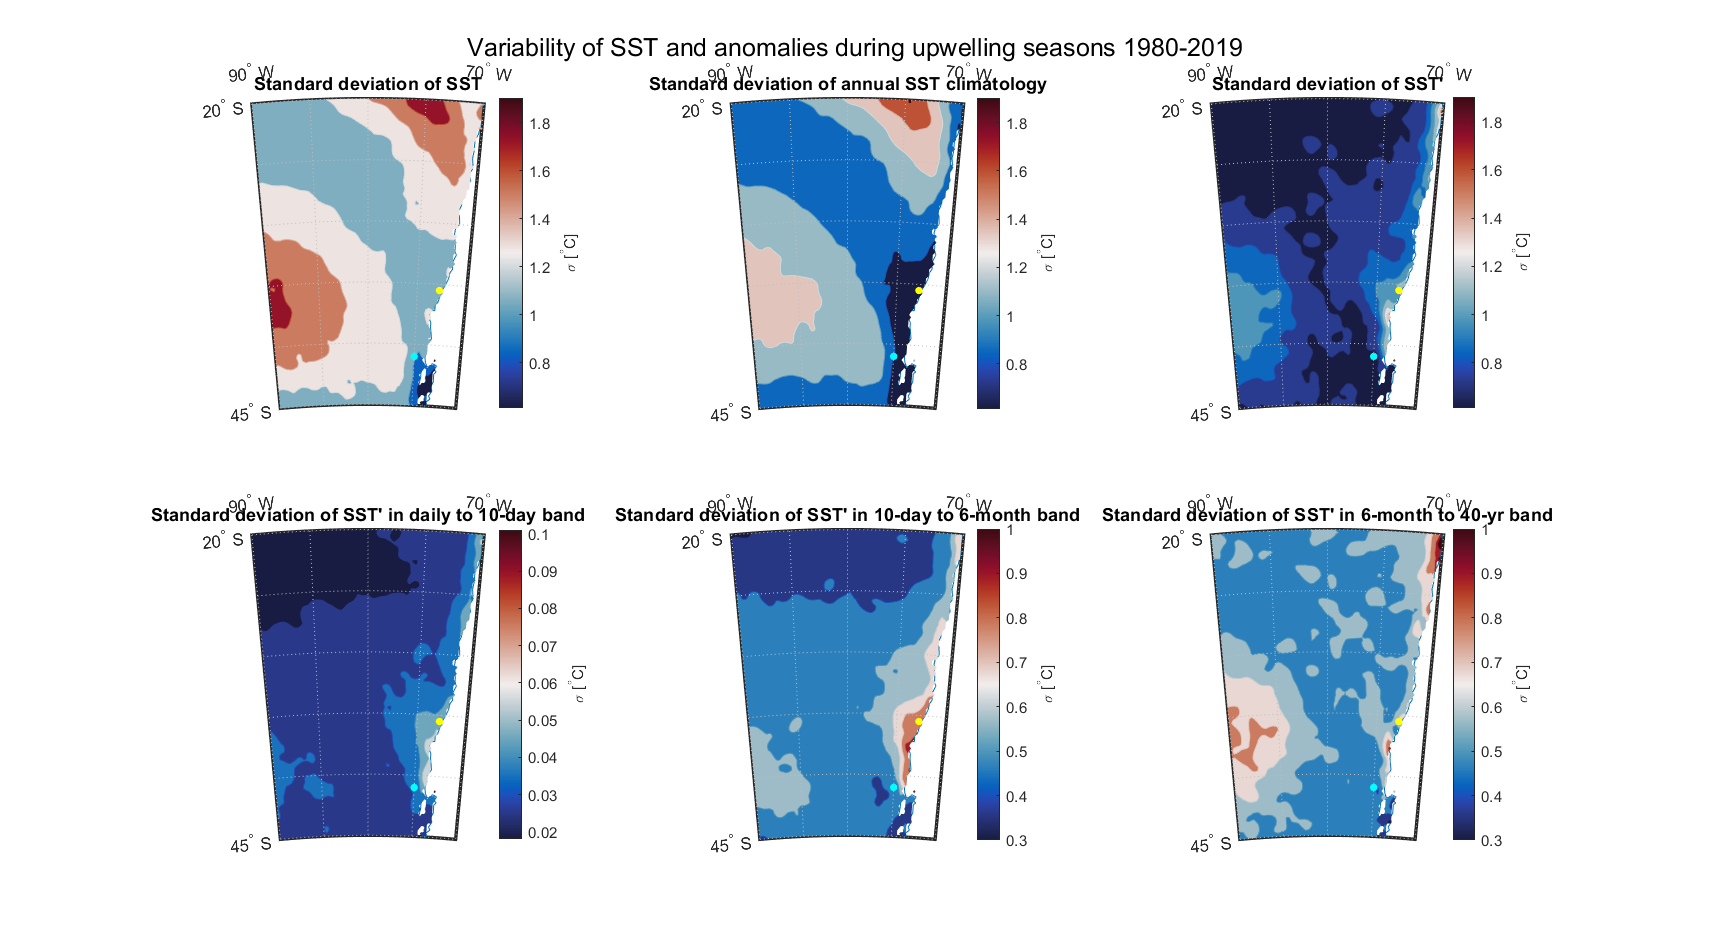 Variability of SST and anomalies during upwelling seasons 1980-2019
90° W
70° W
Standard deviation of SST
20° S
45° S
1.8
1.6
1.4
1.2
1
0.8
σ [°C]
90° W
70° W
Standard deviation of annual SST climatology
20° S
45° S
1.8
1.6
1.4
1.2
1
0.8
σ [°C]
90° W
70° W
Standard deviation of SST'
20° S
45° S
1.8
1.6
1.4
1.2
1
0.8
σ [°C]
90° W
70° W
Standard deviation of SST' in daily to 10-day band
20° S
45° S
0.1
0.09
0.08
0.07
0.06
0.05
0.04
0.03
0.02
σ [°C]
90° W
70° W
Standard deviation of SST' in 10-day to 6-month band
20° S
45° S
1
0.9
0.8
0.7
0.6
0.5
0.4
0.3
σ [°C]
90° W
70° W
Standard deviation of SST' in 6-month to 40-yr band
20° S
45° S
1
0.9
0.8
0.7
0.6
0.5
0.4
0.3
σ [°C]